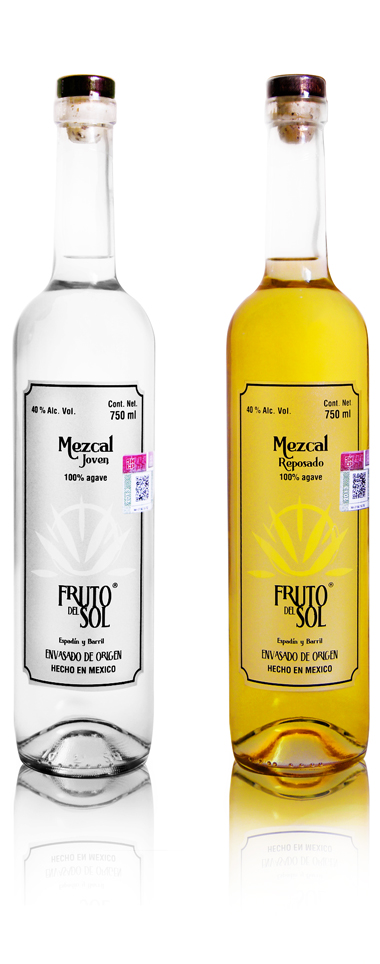 40 % Alc. Vol.
Cont. Net.
750 ml
Mezcal
Joven
100% agave
FRUTO®
DEL SOL
Espadín y Barril
ENVASADO DE ORIGEN
HECHO EN MEXICO
40 % Alc. Vol.
Cont. Net
750 ml
Mezcal
Reposado
100% agave
FRUTO®
DEL SOL
Espadín y Barril
ENVASADO DE ORIGEN
HECHO EN MEXICO